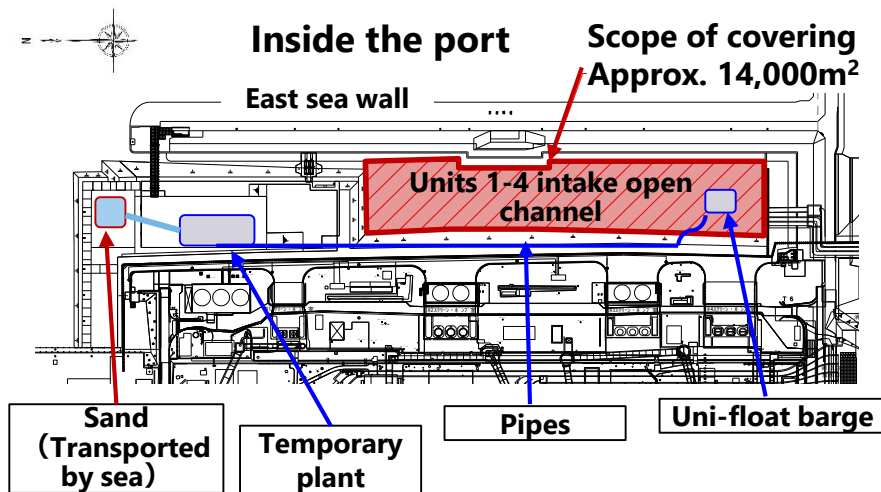 N
Inside the port
Scope of covering
Approx. 14,000m²
East sea wall
Units 1-4 intake open
channel
Sand
（Transported
by sea）
Temporary
plant
Pipes
Uni-float barge